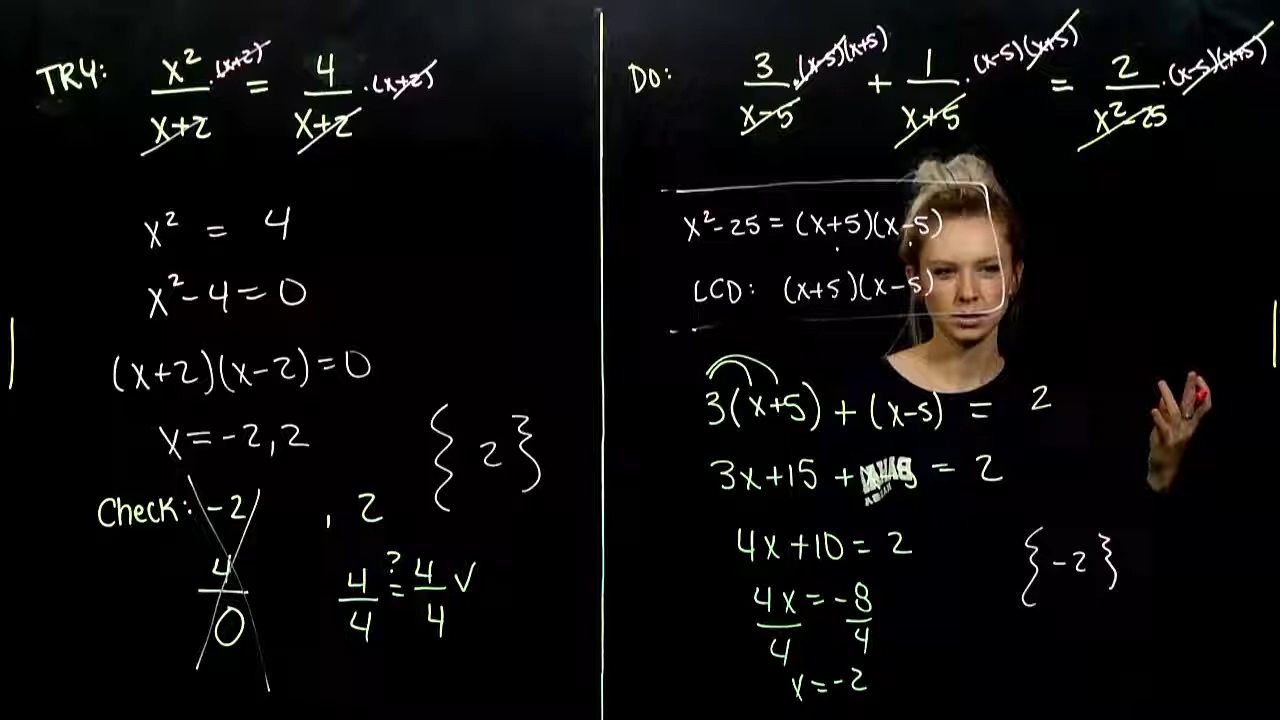 TRY: x²/(x+2) · (x+2) = 4/(x+2) · (x+2)
x² = 4
x² - 4 = 0
(x+2)(x-2) = 0
x = -2, 2
{2}
Check: -2 , 2
4/0
4/4 ?= 4/4 ✓
DO: 3/(x-5) · (x-5)(x+5) + 1/(x+5) · (x-5)(x+5) = 2/(x²-25) · (x-5)(x+5)
x² - 25 = (x+5)(x-5)
LCD: (x+5)(x-5)
3(x+5) + (x-5) = 2
3x + 15 + = 2
4x + 10 = 2
4x/4 = -8/4
x = -2
{-2}